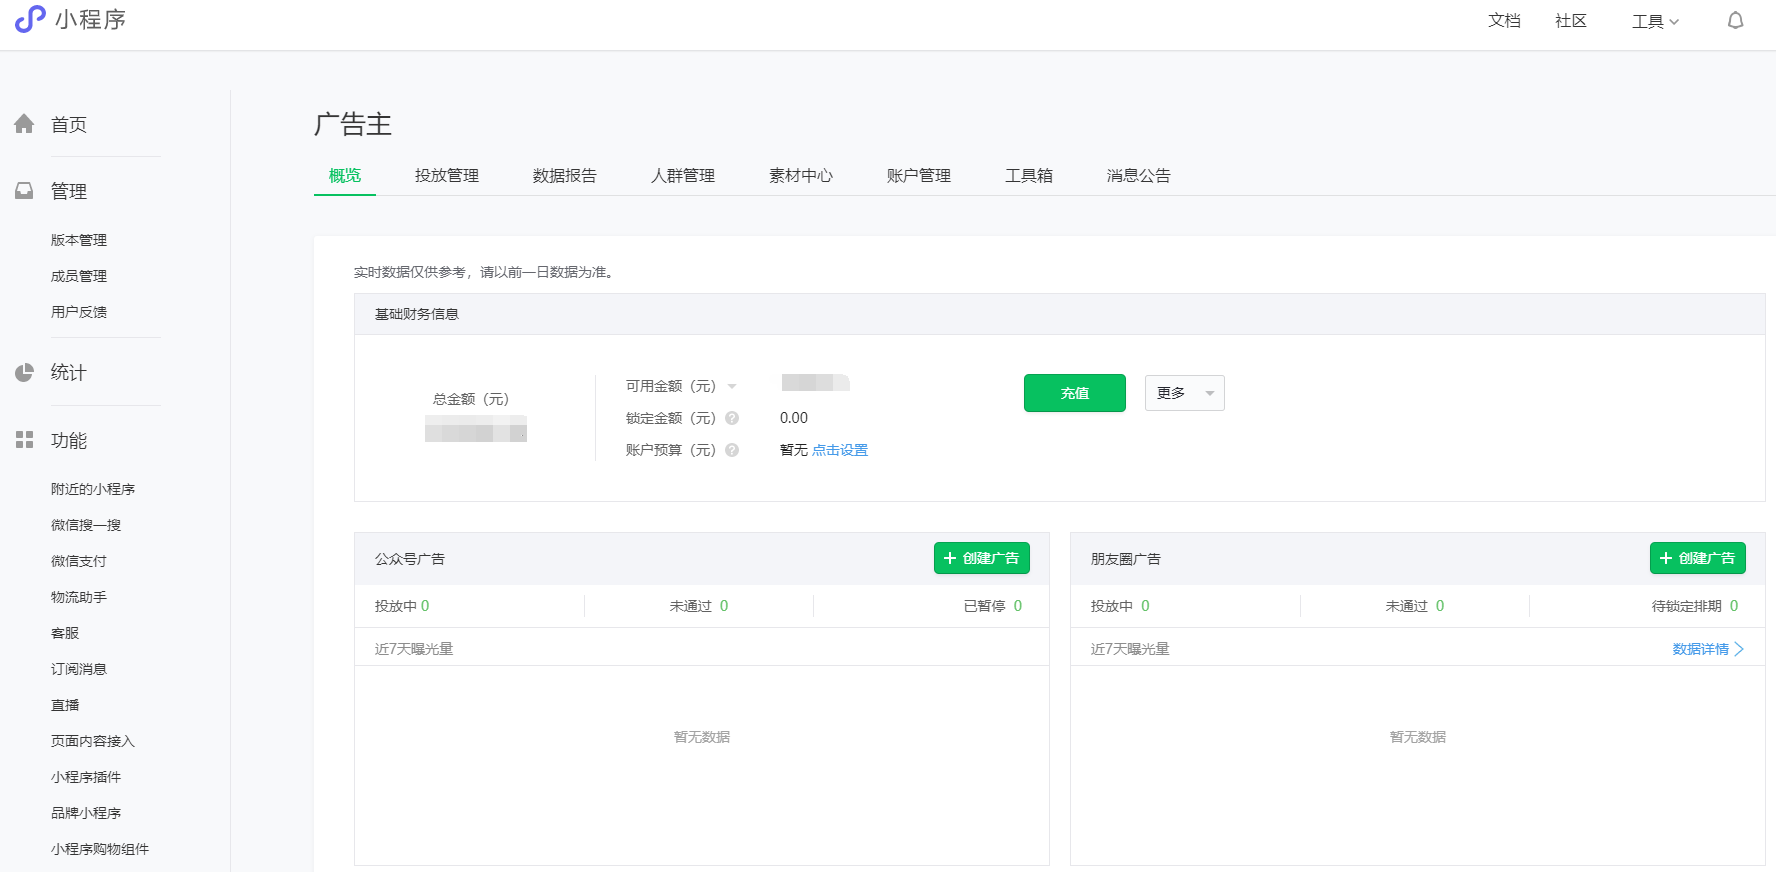 小程序
文档 社区 工具
首页
管理
版本管理
成员管理
用户反馈
统计
功能
附近的小程序
微信搜一搜
微信支付
物流助手
客服
订阅消息
直播
页面内容接入
小程序插件
品牌小程序
小程序购物组件
广告主
概览 投放管理 数据报告 人群管理 素材中心 账户管理 工具箱 消息公告
实时数据仅供参考，请以前一日数据为准。
基础财务信息
总金额（元）
可用金额（元）
锁定金额（元） ? 0.00
账户预算（元） ? 暂无 点击设置
充值 更多
公众号广告 + 创建广告
投放中 0 未通过 0 已暂停 0
近7天曝光量
暂无数据
朋友圈广告 + 创建广告
投放中 0 未通过 0 待锁定排期 0
近7天曝光量 数据详情 >
暂无数据